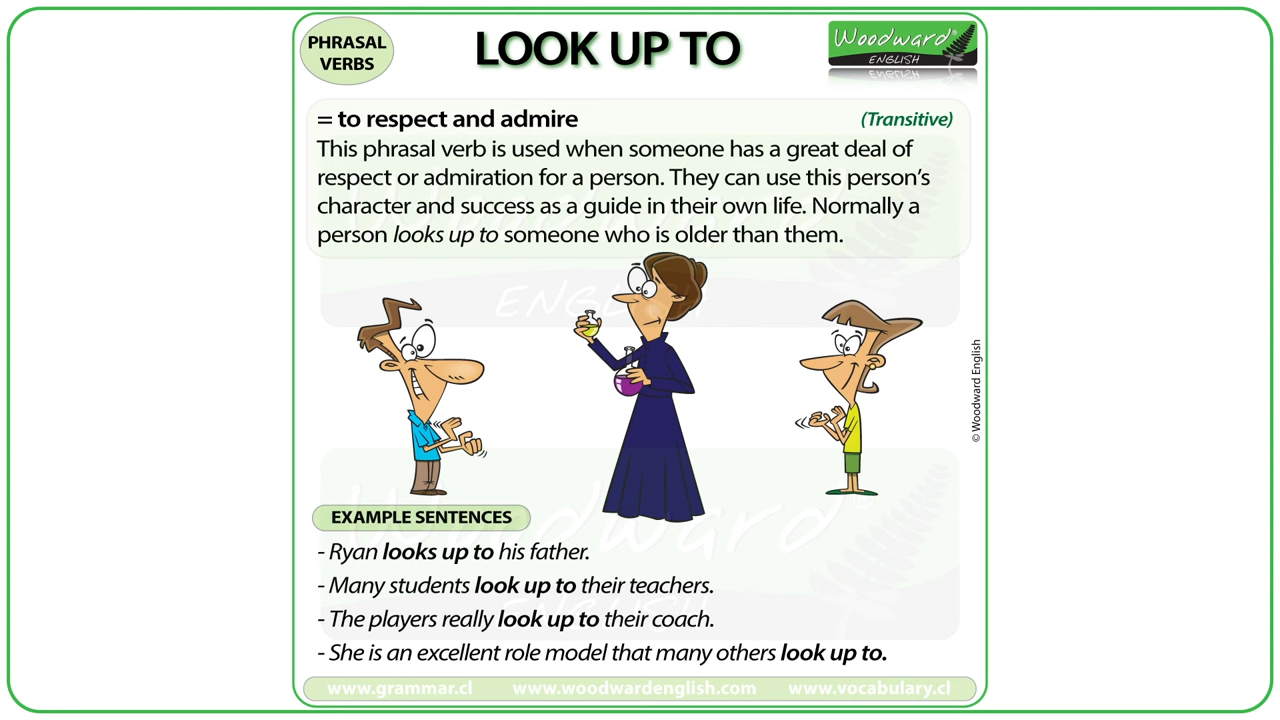 PHRASAL
VERBS
LOOK UP TO
Woodward®
ENGLISH
= to respect and admire
(Transitive)
This phrasal verb is used when someone has a great deal of
respect or admiration for a person. They can use this person's
character and success as a guide in their own life. Normally a
person looks up to someone who is older than them.
© Woodward English
EXAMPLE SENTENCES
- Ryan looks up to his father.
- Many students look up to their teachers.
- The players really look up to their coach.
- She is an excellent role model that many others look up to.
www.grammar.cl www.woodwardenglish.com www.vocabulary.cl